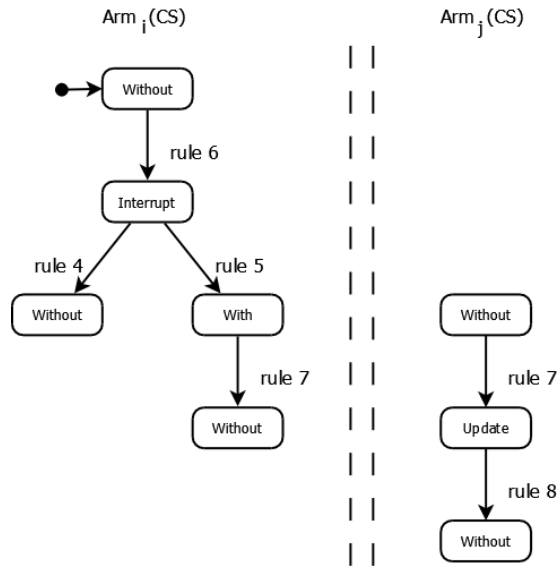 Arm i (CS) Arm j (CS)
Without
rule 6
Interrupt
rule 4 rule 5
Without With Without
rule 7 rule 7
Without Update
rule 8
Without